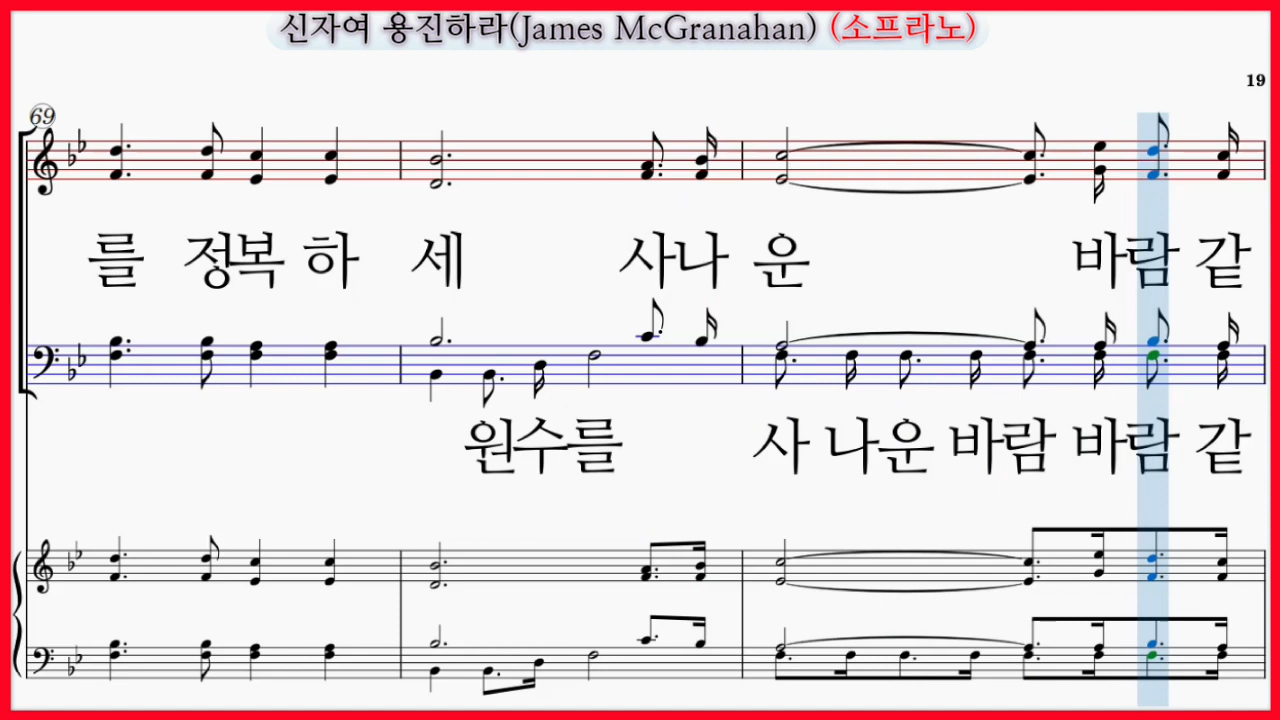 신자여 용진하라(James McGranahan) (소프라노)
19
69
를 정복 하 세 사나 운 바람 같
원수를 사 나운 바람 바람 같